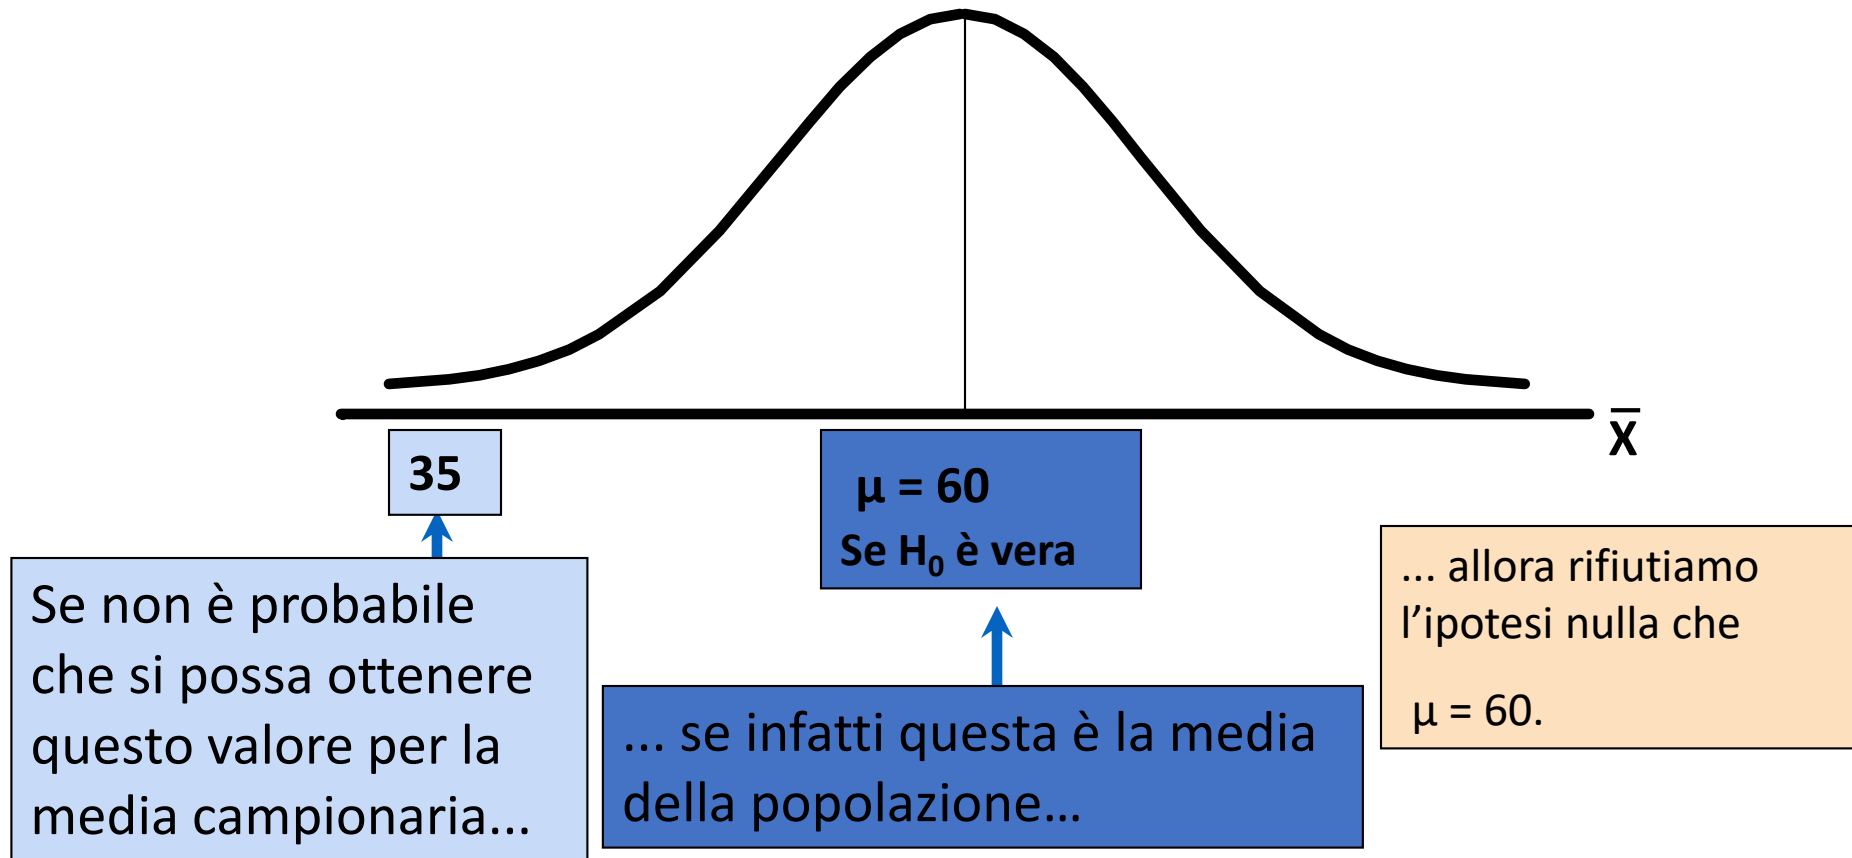 X̄
35
μ = 60
Se H₀ è vera
Se non è probabile
che si possa ottenere
questo valore per la
media campionaria...
... se infatti questa è la media
della popolazione...
... allora rifiutiamo
l’ipotesi nulla che
μ = 60.